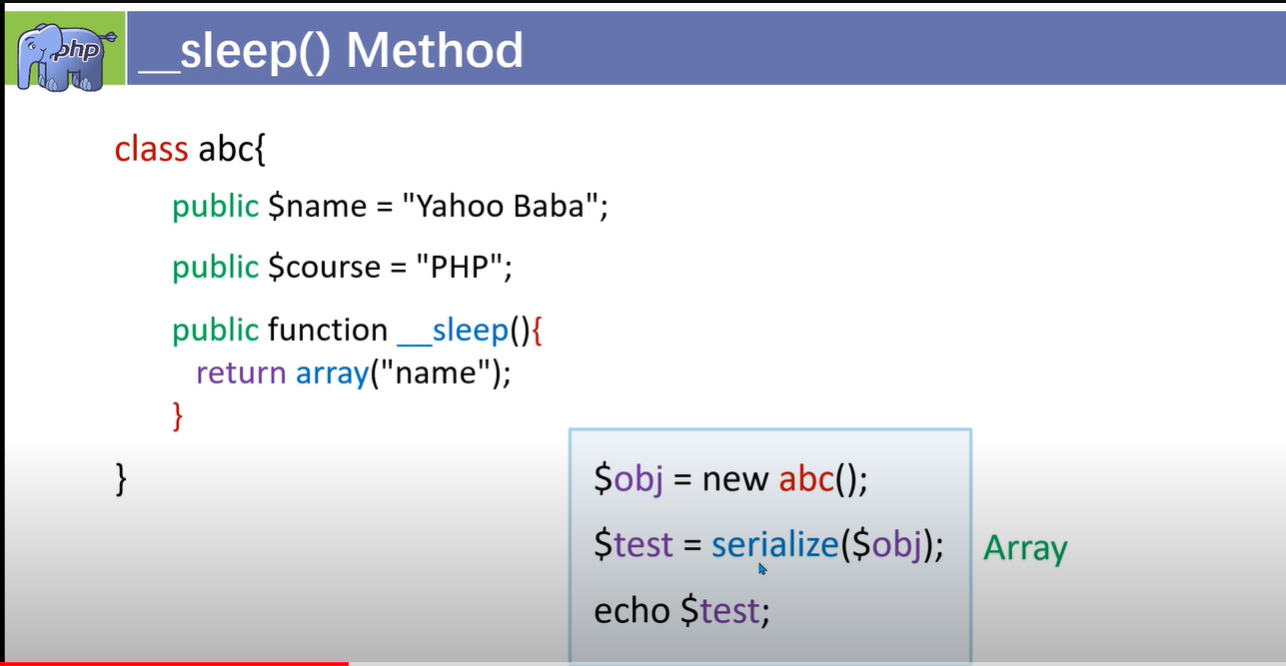 php
__sleep() Method
class abc{
public $name = "Yahoo Baba";
public $course = "PHP";
public function __sleep(){
return array("name");
}
}
$obj = new abc();
$test = serialize($obj);
Array
echo $test;